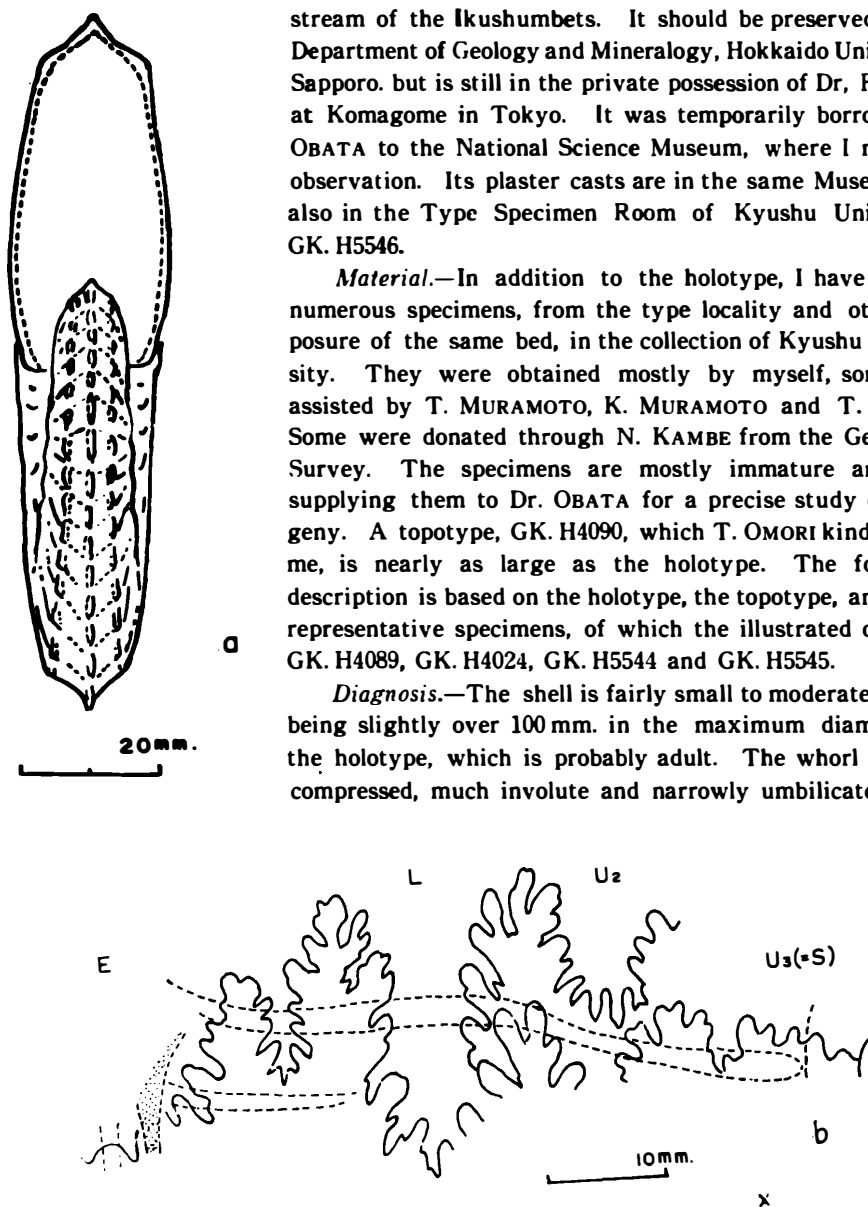 stream of the Ikushumbets. It should be preserved
Department of Geology and Mineralogy, Hokkaido Uni
Sapporo. but is still in the private possession of Dr, F
at Komagome in Tokyo. It was temporarily borro
OBATA to the National Science Museum, where I m
observation. Its plaster casts are in the same Muse
also in the Type Specimen Room of Kyushu Uni
GK. H5546.
Material.—In addition to the holotype, I have
numerous specimens, from the type locality and ot
posure of the same bed, in the collection of Kyushu
sity. They were obtained mostly by myself, som
assisted by T. MURAMOTO, K. MURAMOTO and T.
Some were donated through N. KAMBE from the Ge
Survey. The specimens are mostly immature an
supplying them to Dr. OBATA for a precise study o
geny. A topotype, GK. H4090, which T. OMORI kind
me, is nearly as large as the holotype. The fo
description is based on the holotype, the topotype, an
representative specimens, of which the illustrated o
GK. H4089, GK. H4024, GK. H5544 and GK. H5545.
Diagnosis.—The shell is fairly small to moderate
being slightly over 100 mm. in the maximum diam
the holotype, which is probably adult. The whorl
compressed, much involute and narrowly umbilicate
a
20mm.
E
L
U2
U3(=S)
b
10mm.
x